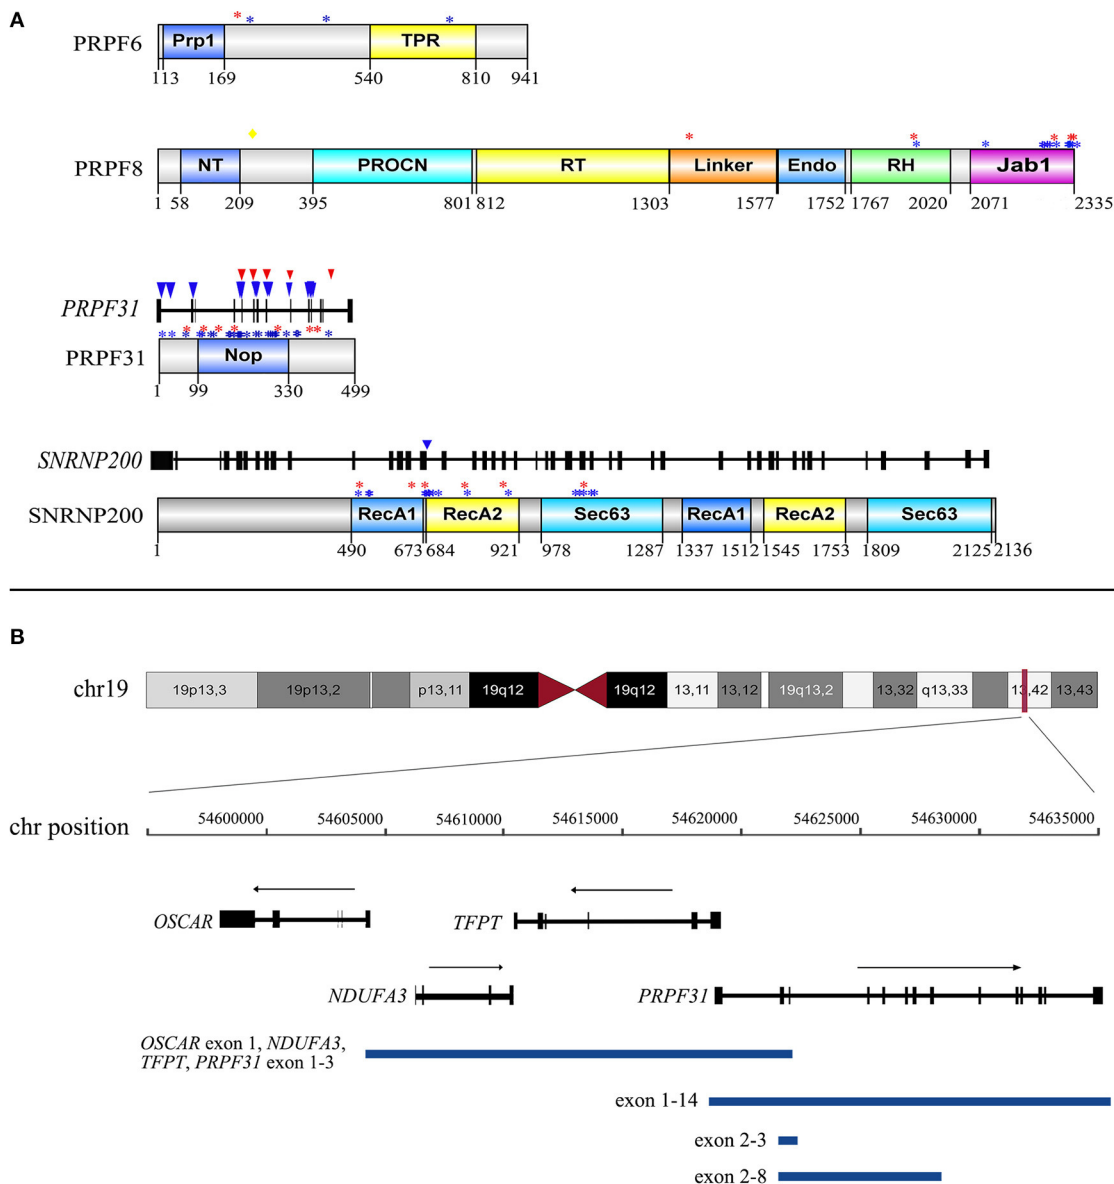 A
PRPF6
Prp1 TPR
1 13 169 540 810 941
PRPF8
NT PROCN RT Linker Endo RH Jab1
1 58 209 395 801 812 1303 1577 1752 1767 2020 2071 2335
PRPF31
PRPF31
Nop
1 99 330 499
SNRNP200
SNRNP200
RecA1 RecA2 Sec63 RecA1 RecA2 Sec63
1 490 673 684 921 978 1287 1337 1512 1545 1753 1809 2125 2136
B
chr19
19p13,3 19p13,2 p13,11 19q12 19q12 13,11 13,12 19q13,2 13,32 q13,33 13,42 13,43
chr position
54600000 54605000 54610000 54615000 54620000 54625000 54630000 54635000
OSCAR TFPT
NDUFA3 PRPF31
OSCAR exon 1, NDUFA3,
TFPT, PRPF31 exon 1-3
exon 1-14
exon 2-3
exon 2-8